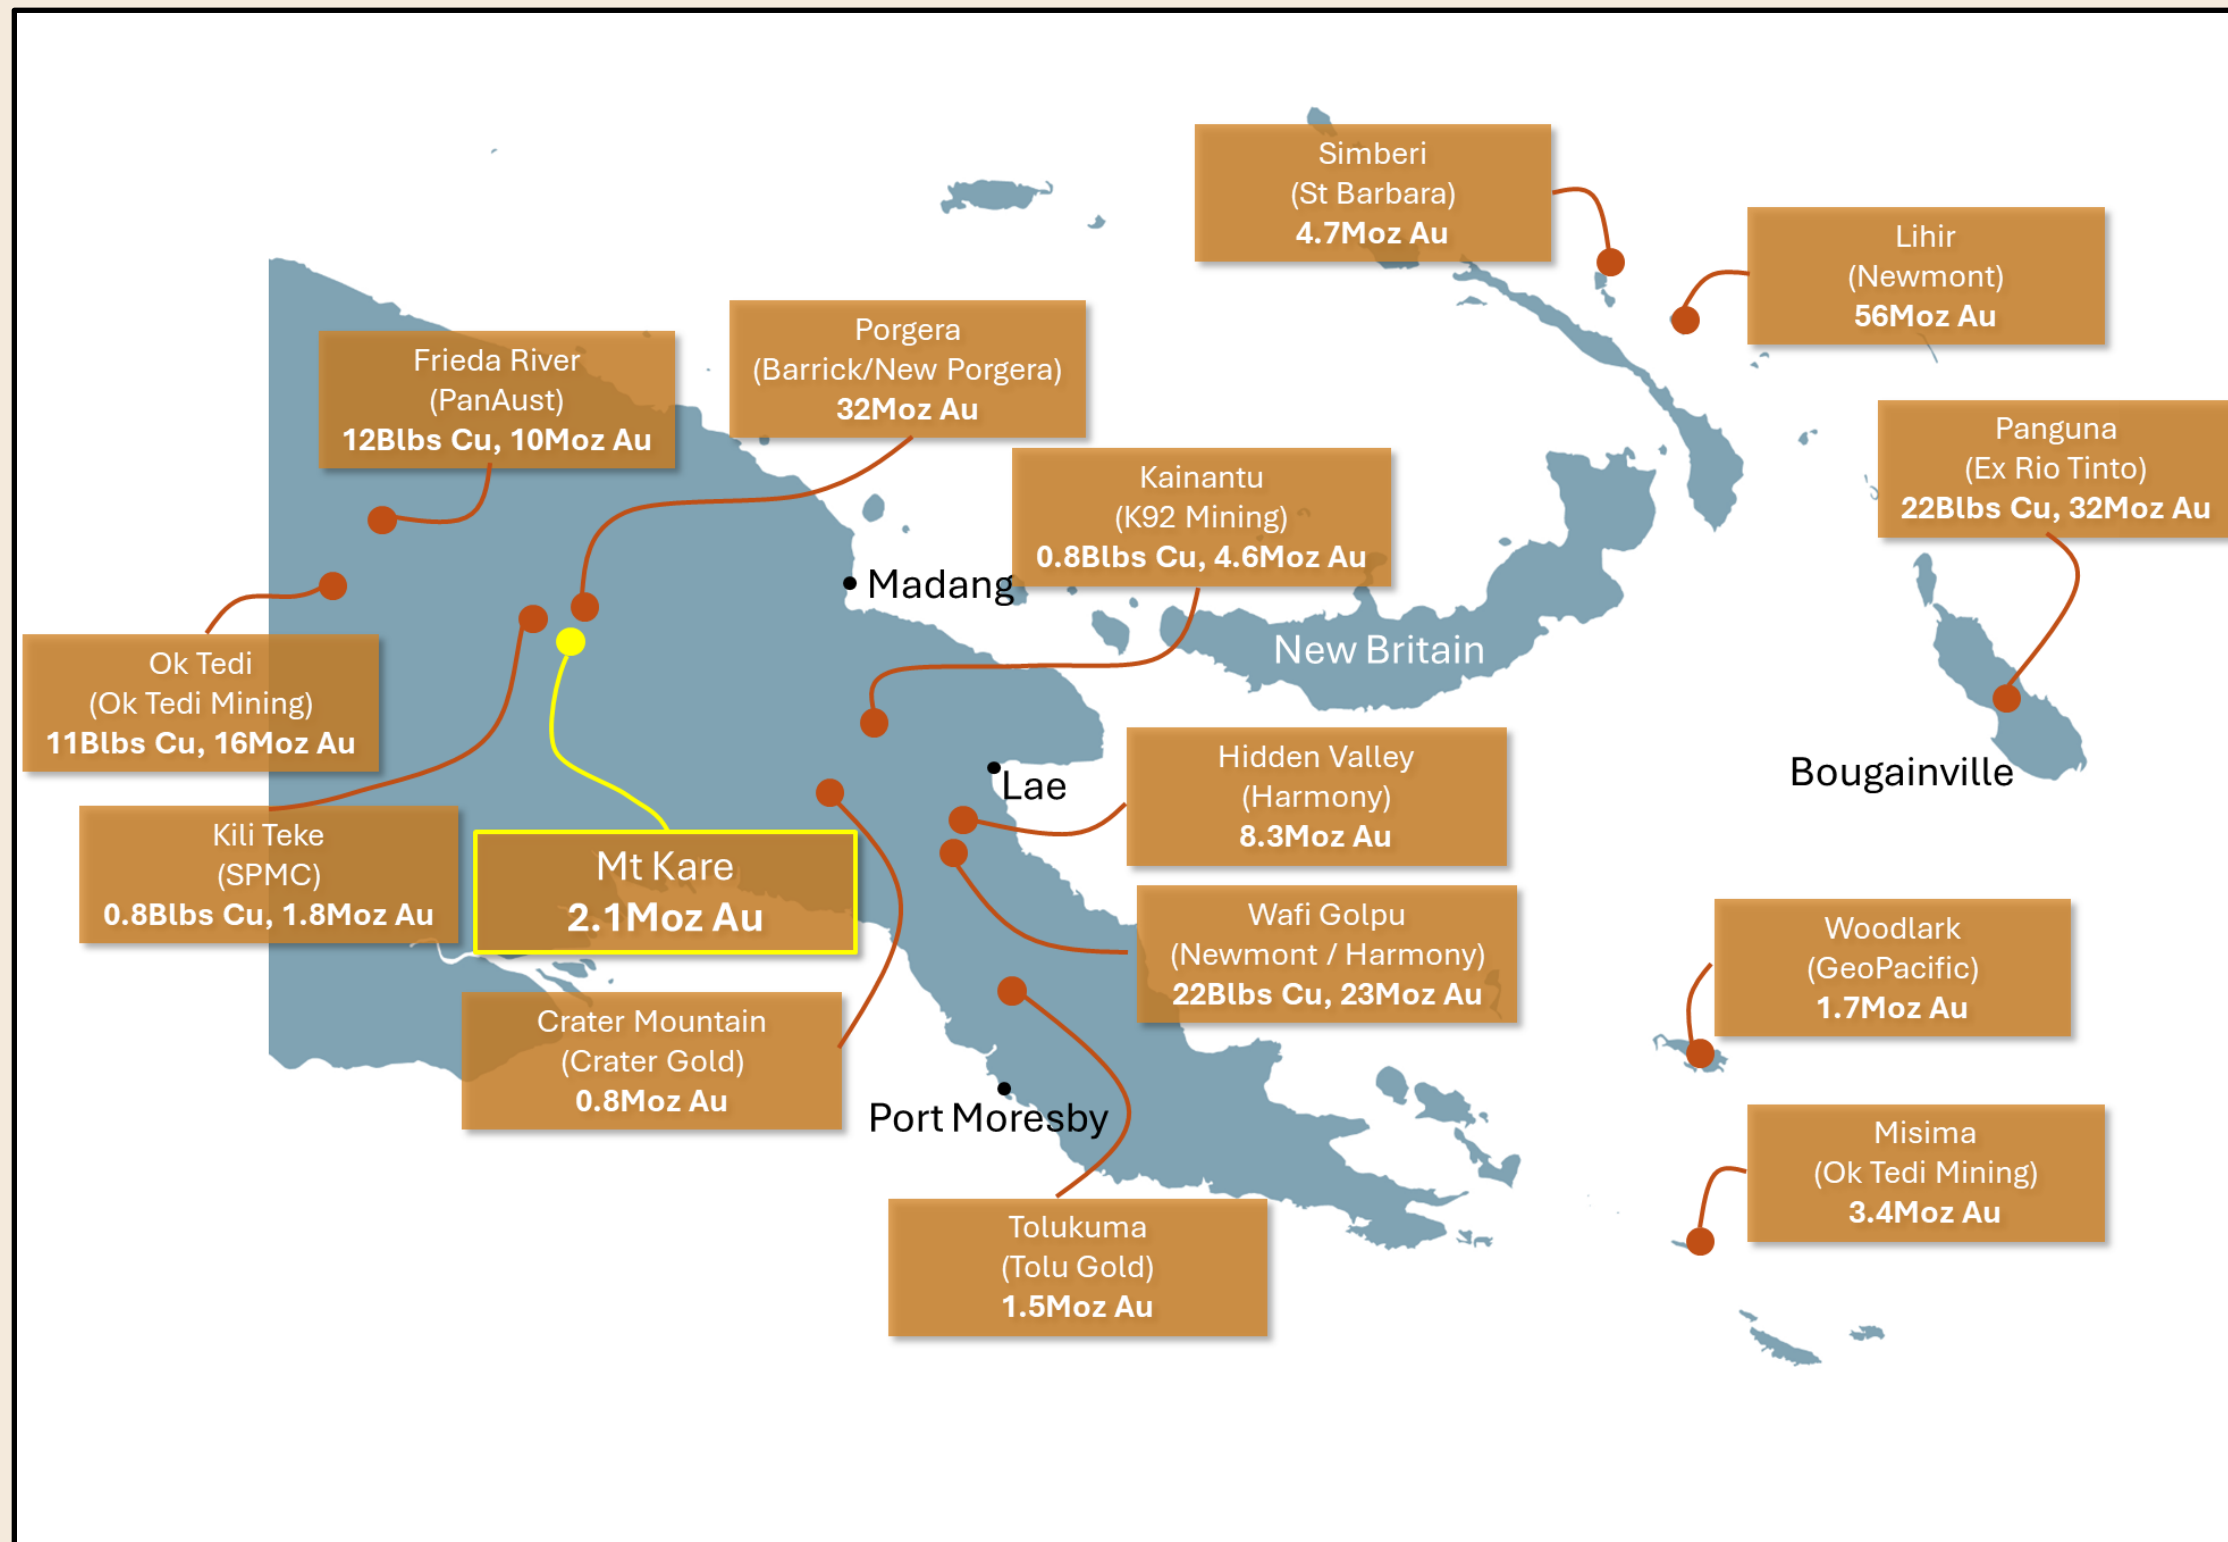 Simberi
(St Barbara)
4.7Moz Au
Lihir
(Newmont)
56Moz Au
Porgera
(Barrick/New Porgera)
32Moz Au
Frieda River
(PanAust)
12Blbs Cu, 10Moz Au
Panguna
(Ex Rio Tinto)
22Blbs Cu, 32Moz Au
Kainantu
(K92 Mining)
0.8Blbs Cu, 4.6Moz Au
Madang
New Britain
Ok Tedi
(Ok Tedi Mining)
11Blbs Cu, 16Moz Au
Hidden Valley
(Harmony)
8.3Moz Au
Lae
Bougainville
Kili Teke
(SPMC)
0.8Blbs Cu, 1.8Moz Au
Mt Kare
2.1Moz Au
Wafi Golpu
(Newmont / Harmony)
22Blbs Cu, 23Moz Au
Woodlark
(GeoPacific)
1.7Moz Au
Crater Mountain
(Crater Gold)
0.8Moz Au
Port Moresby
Misima
(Ok Tedi Mining)
3.4Moz Au
Tolukuma
(Tolu Gold)
1.5Moz Au